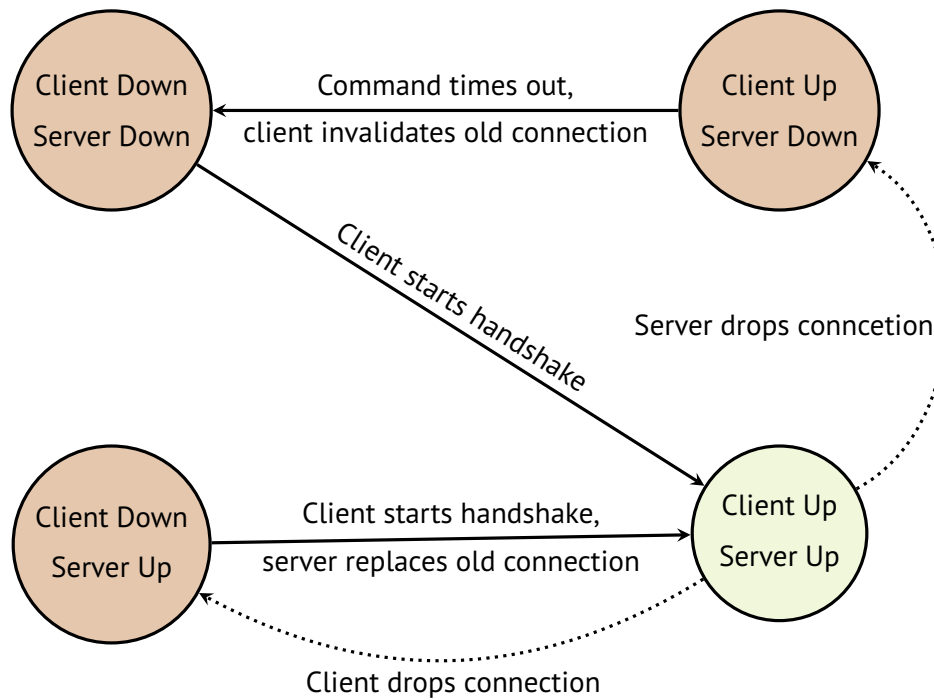 Client Down
Server Down
Command times out,
client invalidates old connection
Client Up
Server Down
Client starts handshake
Server drops conncetion
Client Down
Server Up
Client starts handshake,
server replaces old connection
Client Up
Server Up
Client drops connection